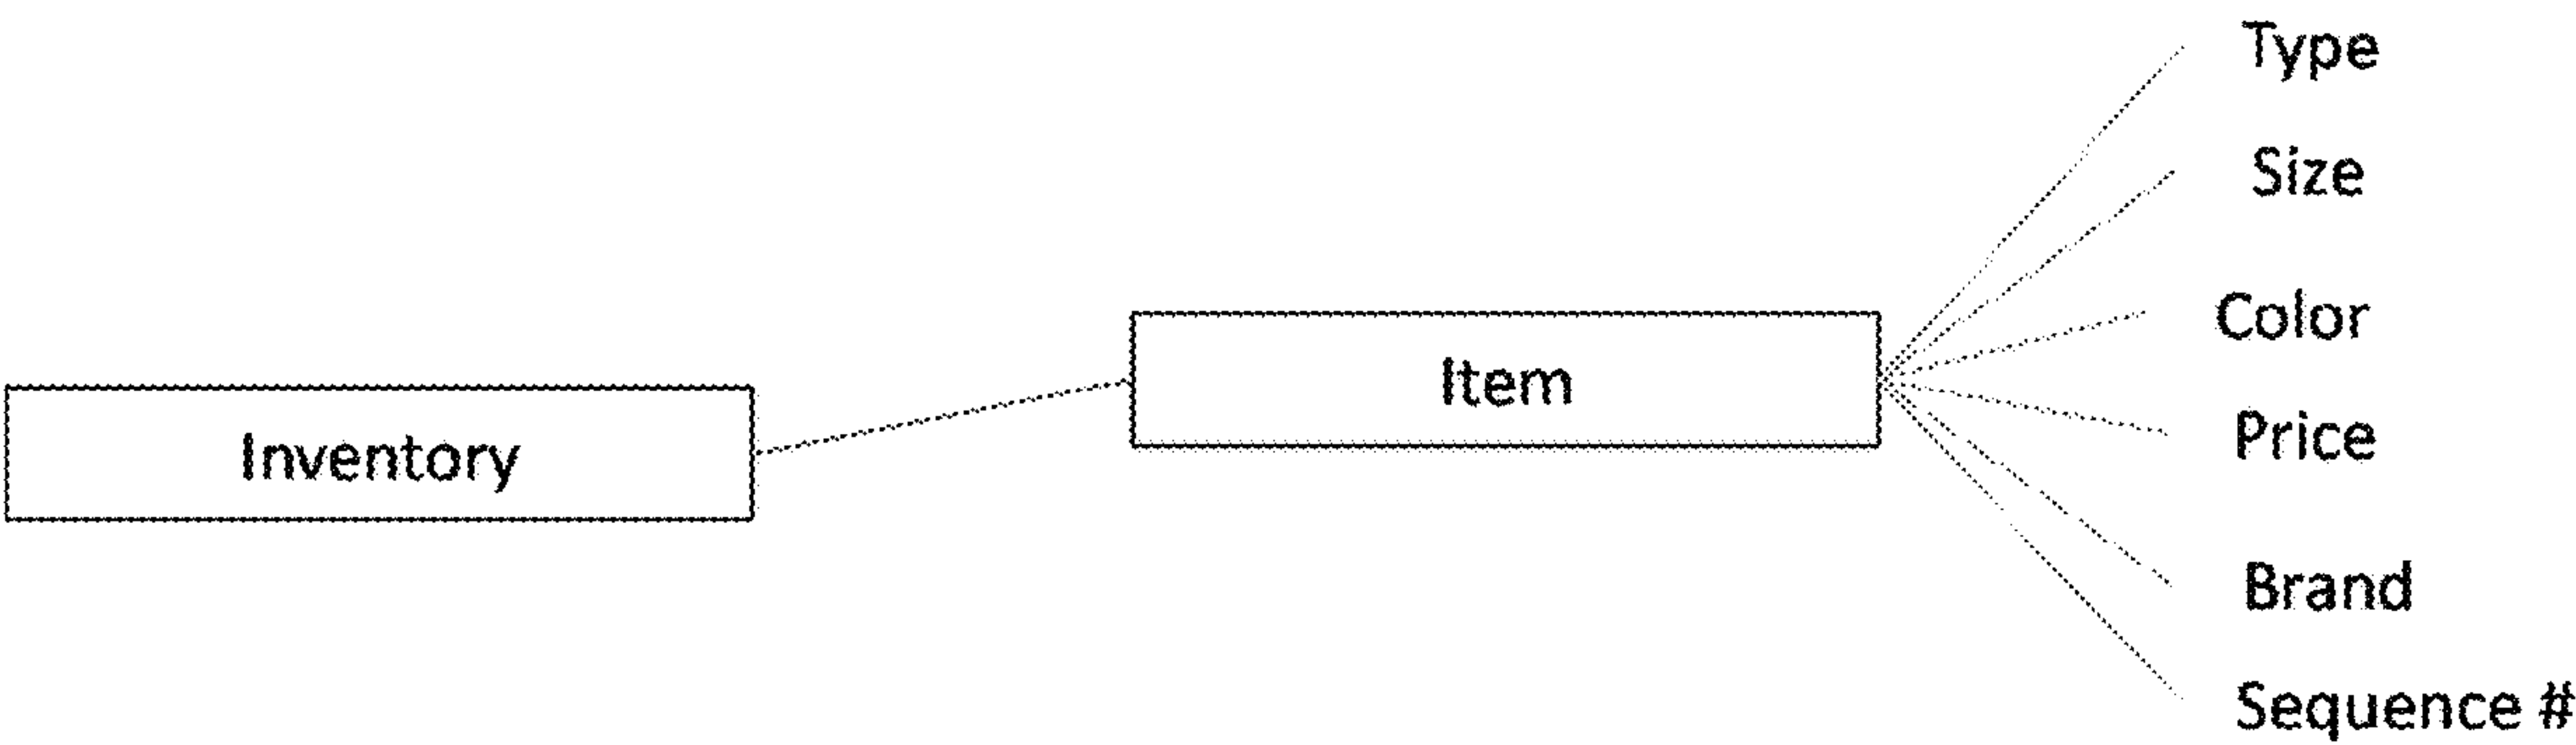 Type
Size
Color
Item
Price
Inventory
Brand
Sequence #